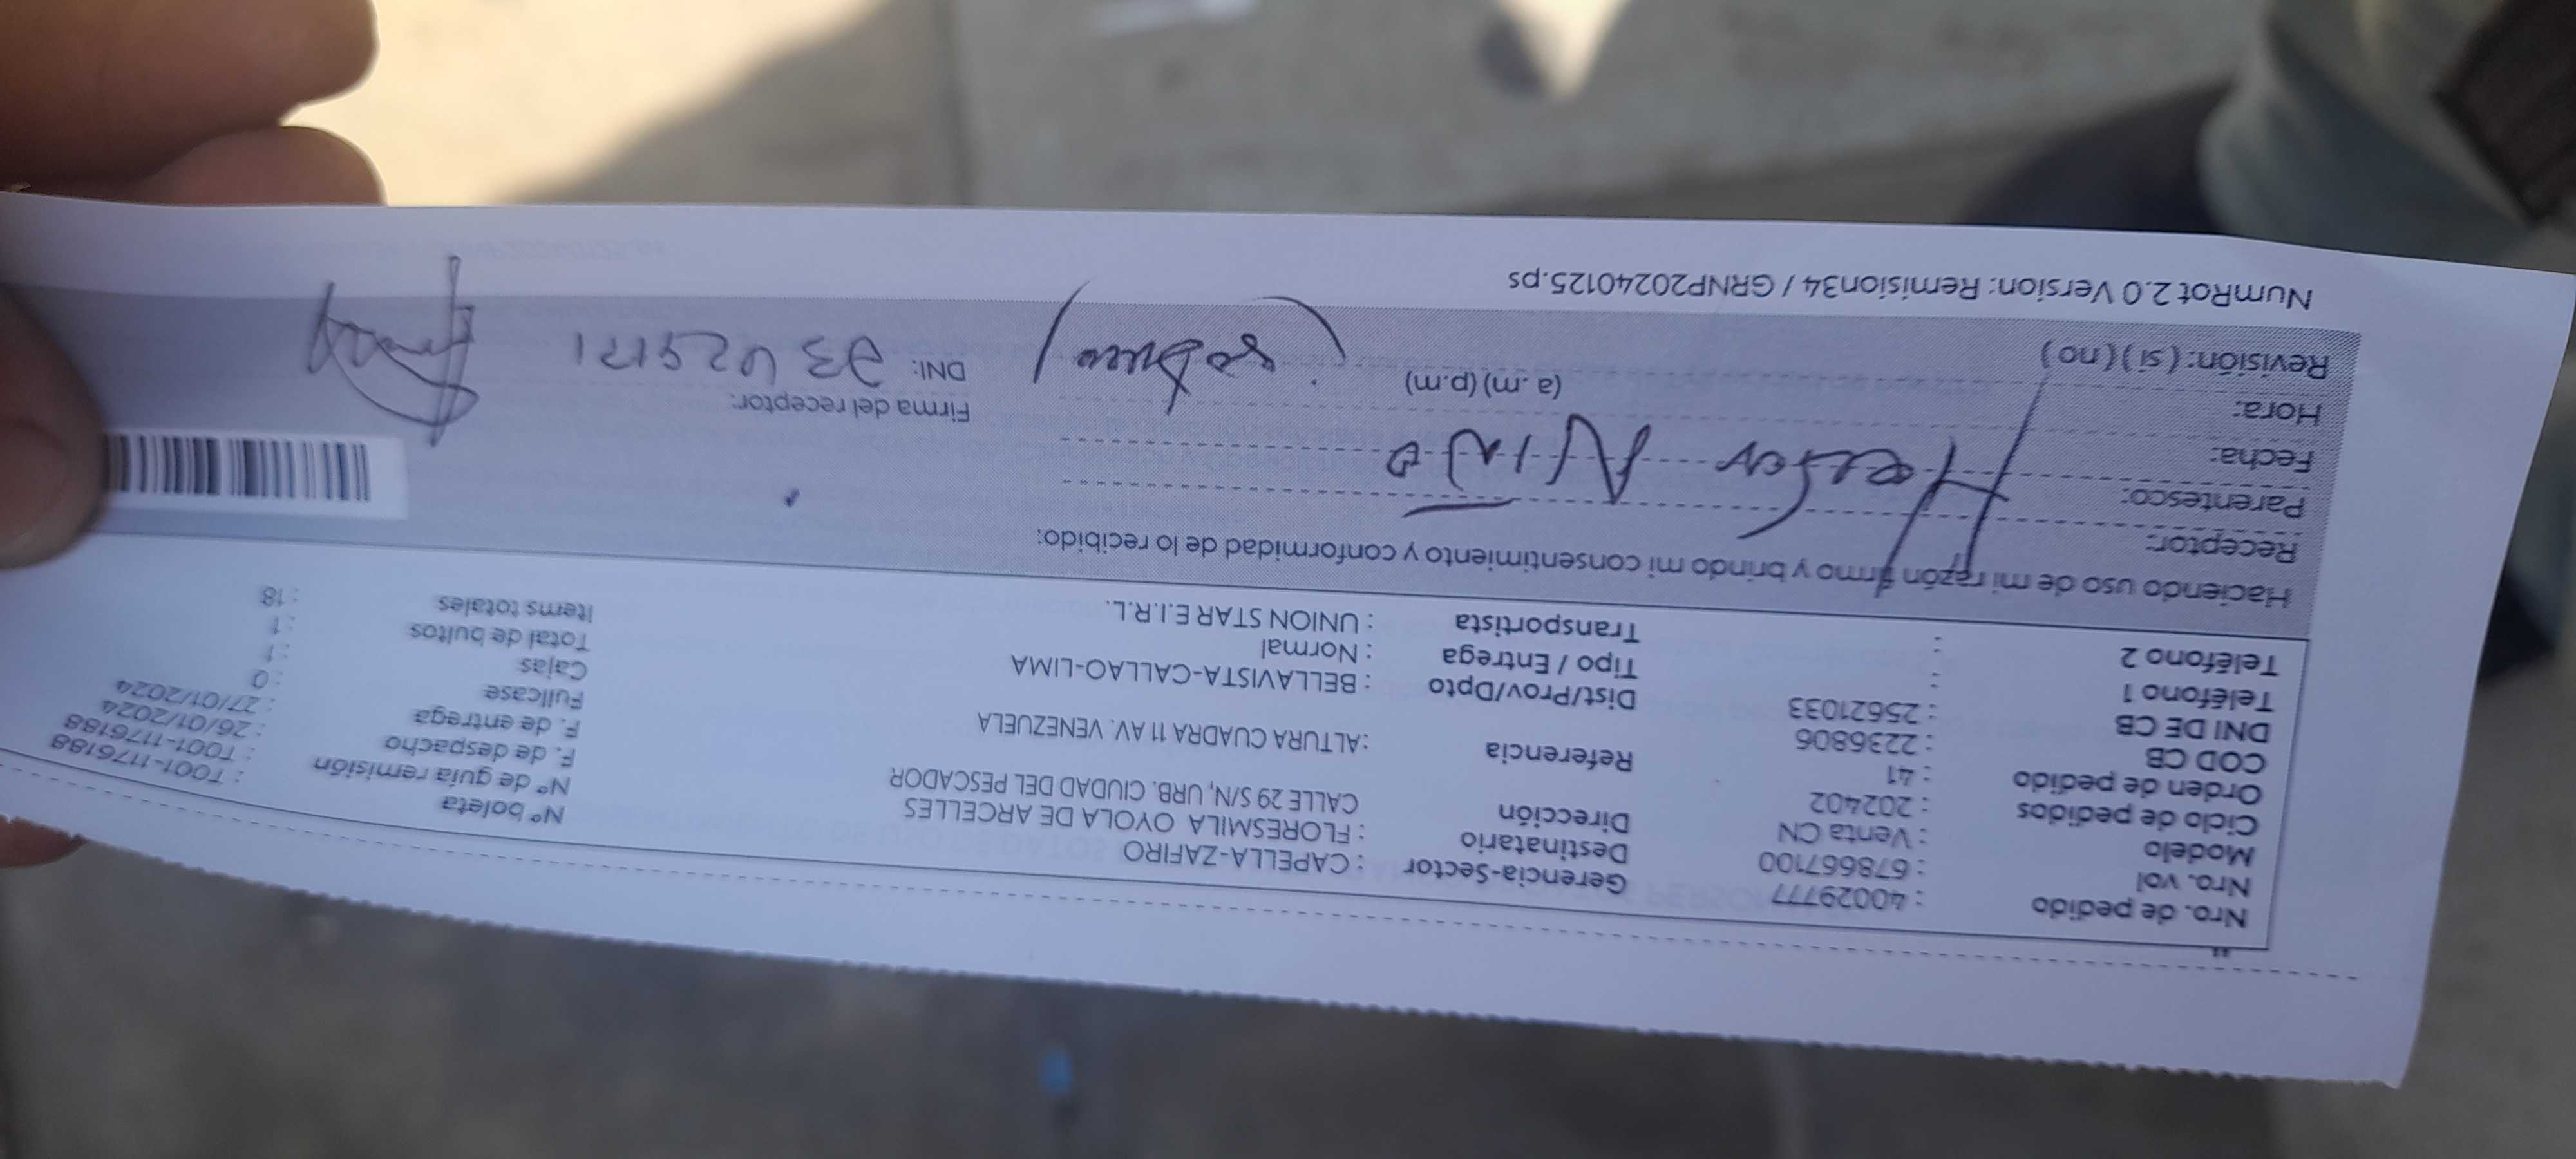 Nro. de pedido : 40029777 Gerencia-Sector : CAPELLA-ZAFIRO
Nro. vol : 678667100 Destinatario : FLORESMILA OYOLA DE ARCELLES Nº boleta : T001-1176188
Modelo : Venta CN Dirección CALLE 29 S/N, URB. CIUDAD DEL PESCADOR Nº de guía remisión : T001-1176188
Ciclo de pedidos : 202402 F. de despacho : 26/01/2024
Orden de pedido : 41 Referencia :ALTURA CUADRA 11 AV. VENEZUELA F. de entrega : 27/01/2024
COD CB : 2236806 Fullcase : 0
DNI DE CB : 25621033 Dist/Prov/Dpto : BELLAVISTA-CALLAO-LIMA Cajas : 1
Teléfono 1 : Tipo / Entrega : Normal Total de bultos : 1
Teléfono 2 : Transportista : UNION STAR E.I.R.L. Items totales : 18
Haciendo uso de mi razón firmo y brindo mi consentimiento y conformidad de lo recibido:
Receptor:
Parentesco:
Hector NINO
Fecha:
Hora: (a.m) (p.m) Firma del receptor:
Revisión: ( si ) ( no ) (sobrino) DNI:
NumRot 2.0 Version: Remision34 / GRNP20240125.ps